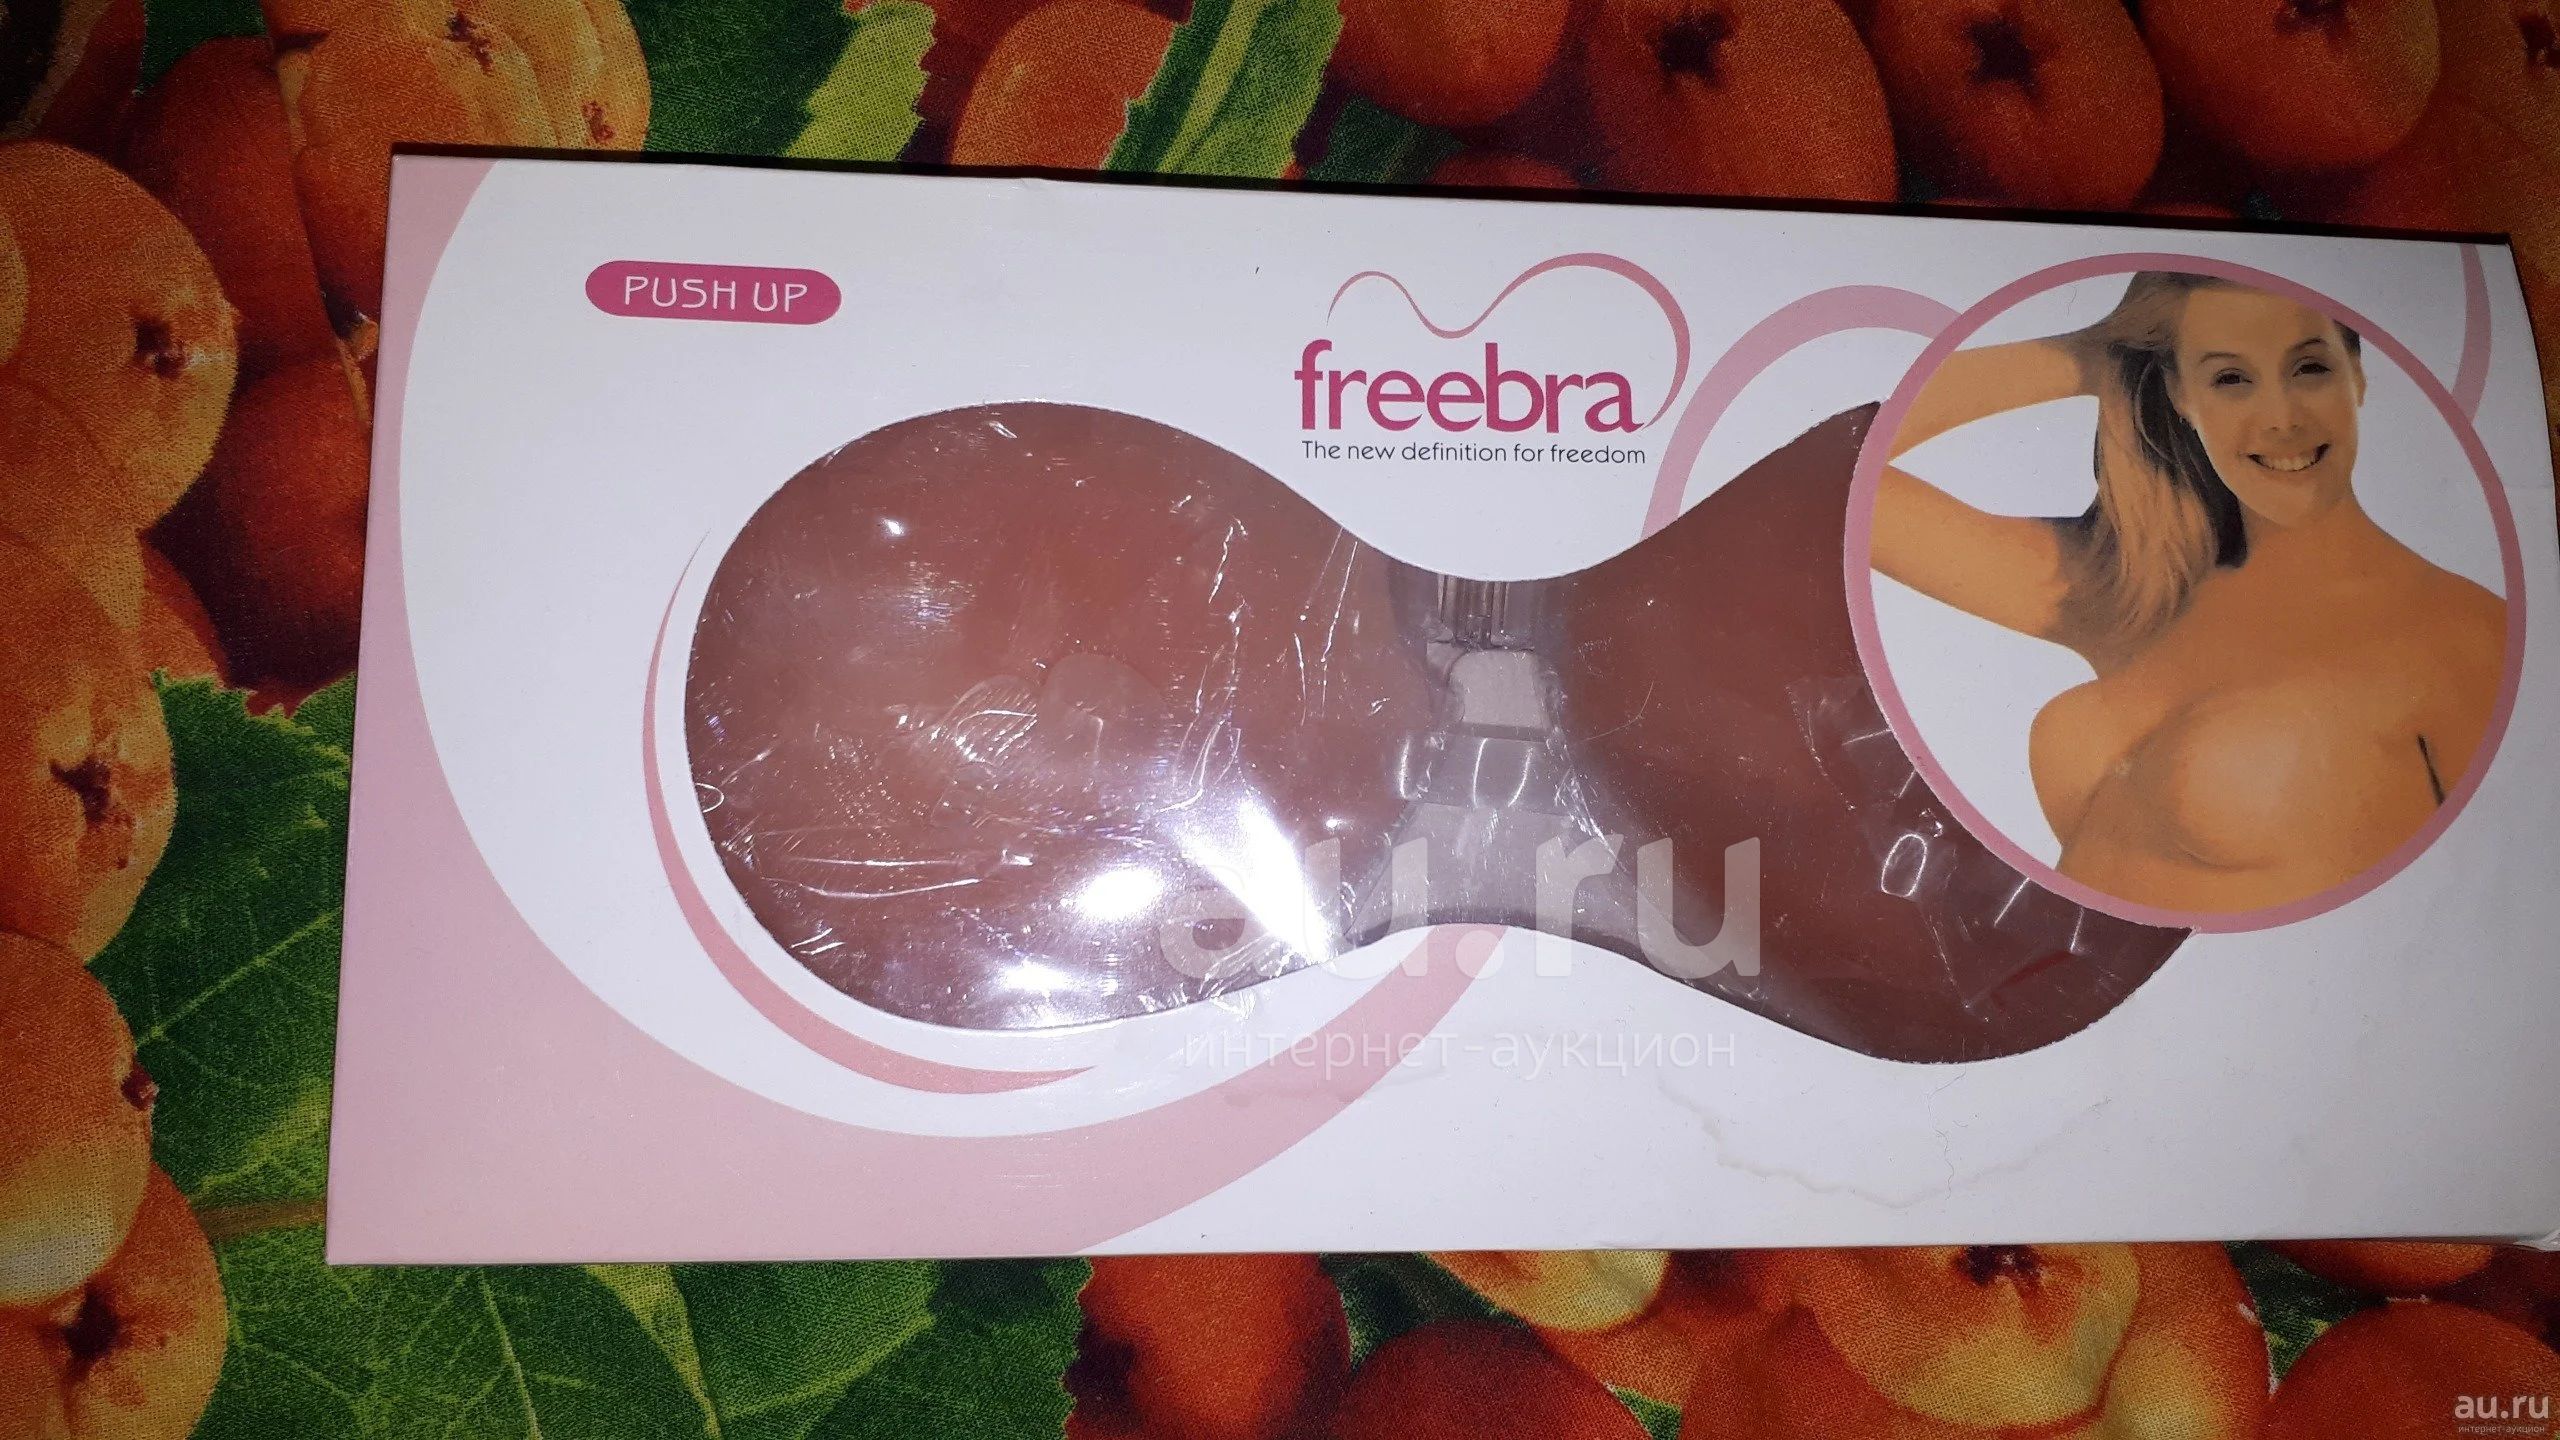 PUSH UP
freebra
The new definition for freedom
au.ru
интернет-аукцион
au.ru
интернет-аукцион